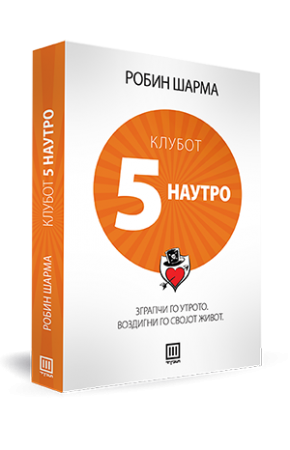 РОБИН ШАРМА
КЛУБОТ
5 НАУТРО
ЗГРАПЧИ ГО УТРОТО.
ВОЗДИГНИ ГО СВОЈОТ ЖИВОТ.
РОБИН ШАРМА КЛУБОТ 5 НАУТРО